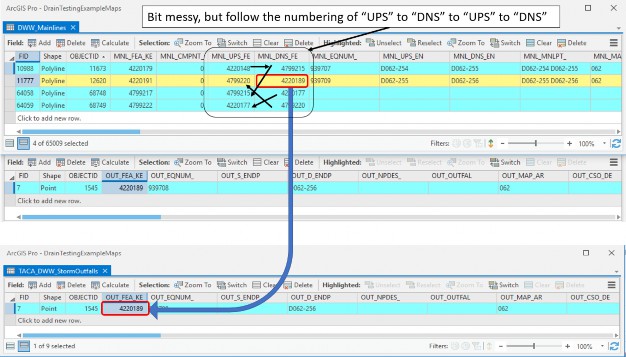 ArcGIS Pro - DrainTestingExampleMaps
Bit messy, but follow the numbering of "UPS" to "DNS" to "UPS" to "DNS"
DWW_Mainlines
Field: Add Delete Calculate Selection: Zoom To Switch Clear Delete Highlighted: Unselect Reselect Zoom To Clear Delete
FID Shape OBJECTID MNL_FEA_KE MNL_CMPNT_ MNL_UPS_FE MNL_DNS_FE MNL_EQNUM_ MNL_UPS_EN MNL_DNS_EN MNL_MNLPT_ MNL_MA
10988 Polyline 11673 4220179 0 4220148 4799215 939707 D062-254 D062-255 D062-254 D062-255 062
11777 Polyline 12620 4220191 0 4799220 4220189 939709 D062-255 D062-256 D062-255 D062-256 062
64058 Polyline 68748 4799217 0 4799215 4220177
64059 Polyline 68749 4799222 0 4220177 4799220
Click to add new row.
4 of 65009 selected Filters: 100%
Field: Add Delete Calculate Selection: Zoom To Switch Clear Delete Highlighted: Unselect Reselect Zoom To Clear Delete
FID Shape OBJECTID OUT_FEA_KE OUT_EQNUM_ OUT_S_ENDP OUT_D_ENDP OUT_NPDES_ OUT_OUTFAL OUT_MAP_AR OUT_CSO_DE
7 Point 1545 4220189 939708 D062-256 062
Click to add new row.
ArcGIS Pro - DrainTestingExampleMaps
TACA_DWW_StormOutfalls
Field: Add Delete Calculate Selection: Zoom To Switch Clear Delete Highlighted: Unselect Reselect Zoom To Clear Delete
FID Shape OBJECTID OUT_FEA_KE OUT_EQNUM_ OUT_S_ENDP OUT_D_ENDP OUT_NPDES_ OUT_OUTFAL OUT_MAP_AR OUT_CSO_DE
7 Point 1545 4220189 D062-256 062
Click to add new row.
1 of 9 selected Filters: 100%